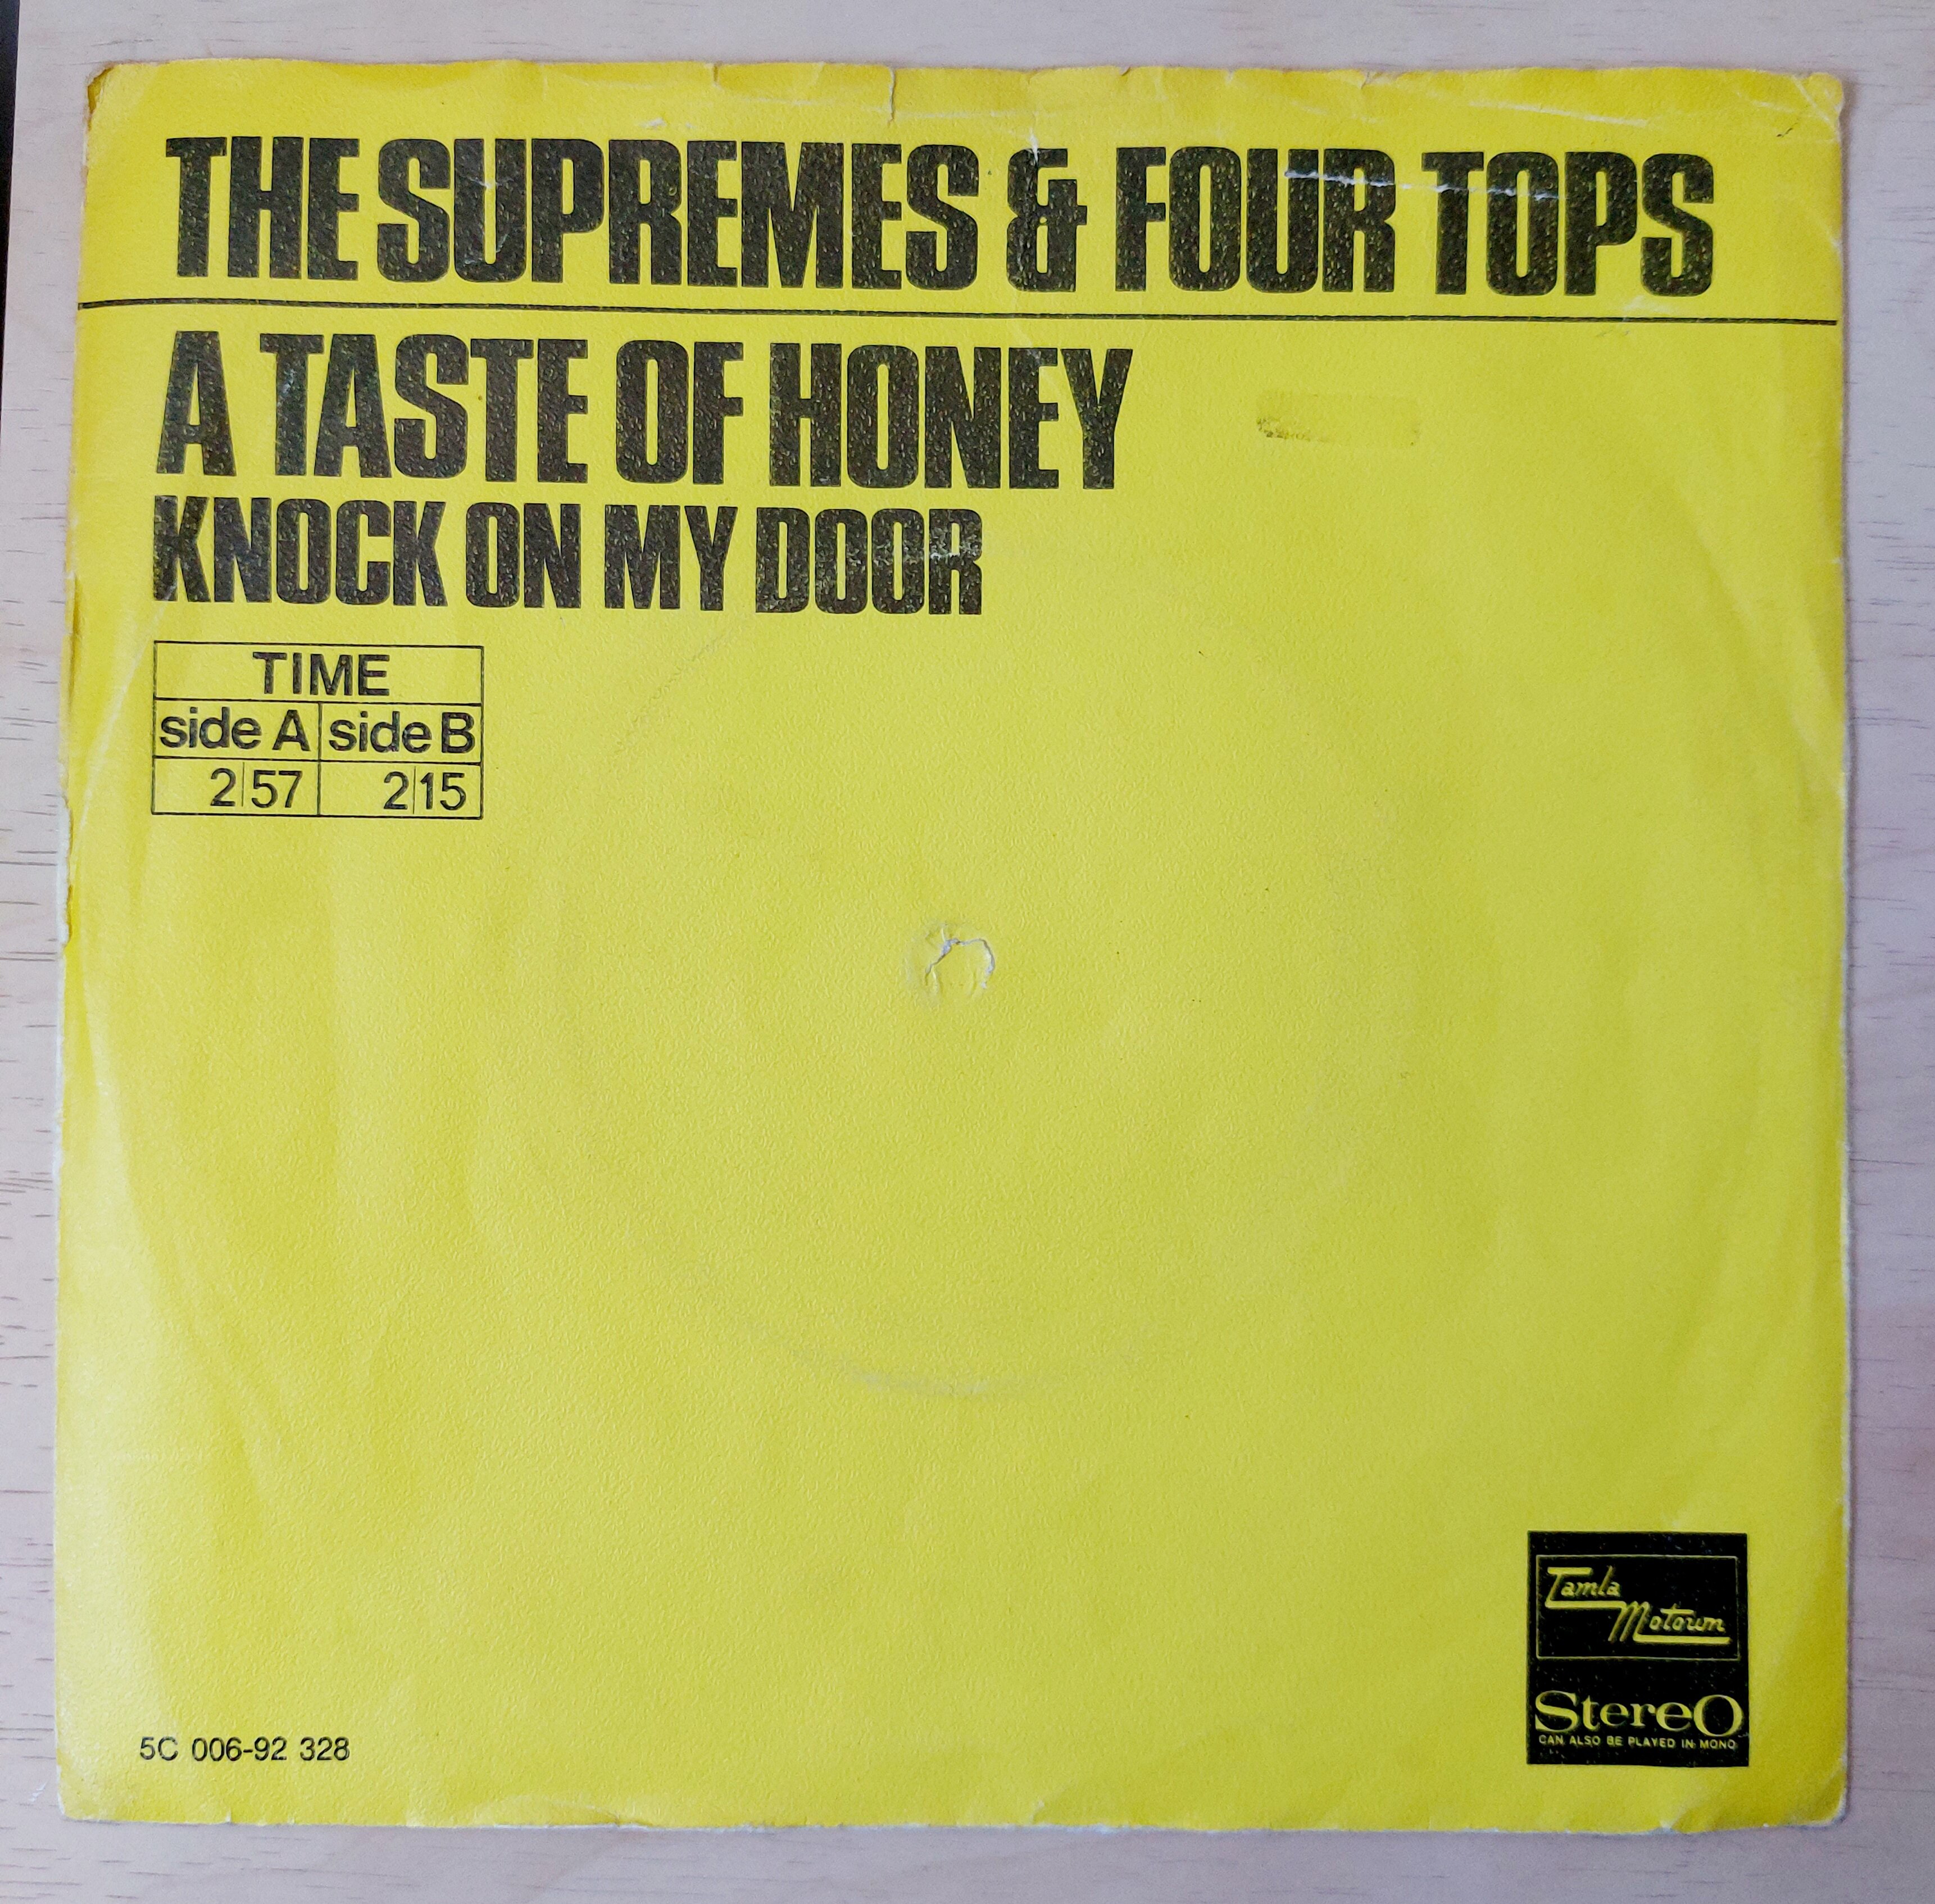 THE SUPREMES & FOUR TOPS
A TASTE OF HONEY
KNOCK ON MY DOOR
TIME
side A side B
2|57 2|15
Tamla
Motown
Stereo
CAN ALSO BE PLAYED IN MONO
5C 006-92 328